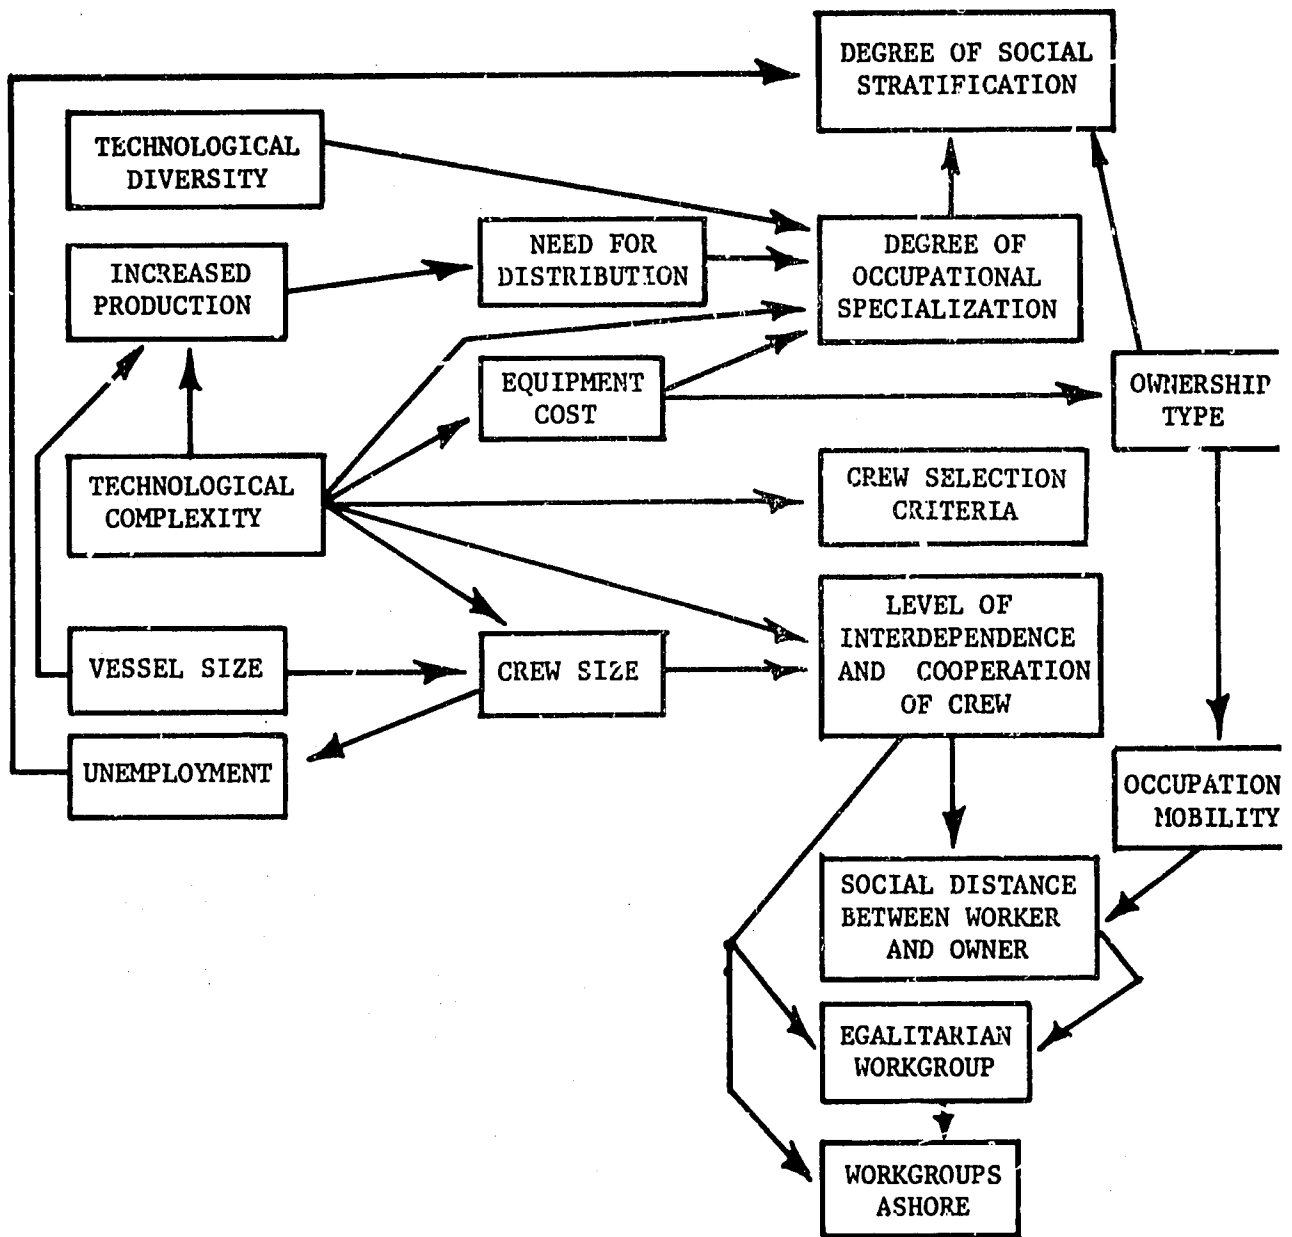 DEGREE OF SOCIAL
STRATIFICATION
TECHNOLOGICAL
DIVERSITY
INCREASED
PRODUCTION
NEED FOR
DISTRIBUTION
DEGREE OF
OCCUPATIONAL
SPECIALIZATION
EQUIPMENT
COST
OWNERSHIP
TYPE
TECHNOLOGICAL
COMPLEXITY
CREW SELECTION
CRITERIA
LEVEL OF
INTERDEPENDENCE
AND COOPERATION
OF CREW
VESSEL SIZE
CREW SIZE
UNEMPLOYMENT
OCCUPATION
MOBILITY
SOCIAL DISTANCE
BETWEEN WORKER
AND OWNER
EGALITARIAN
WORKGROUP
WORKGROUPS
ASHORE